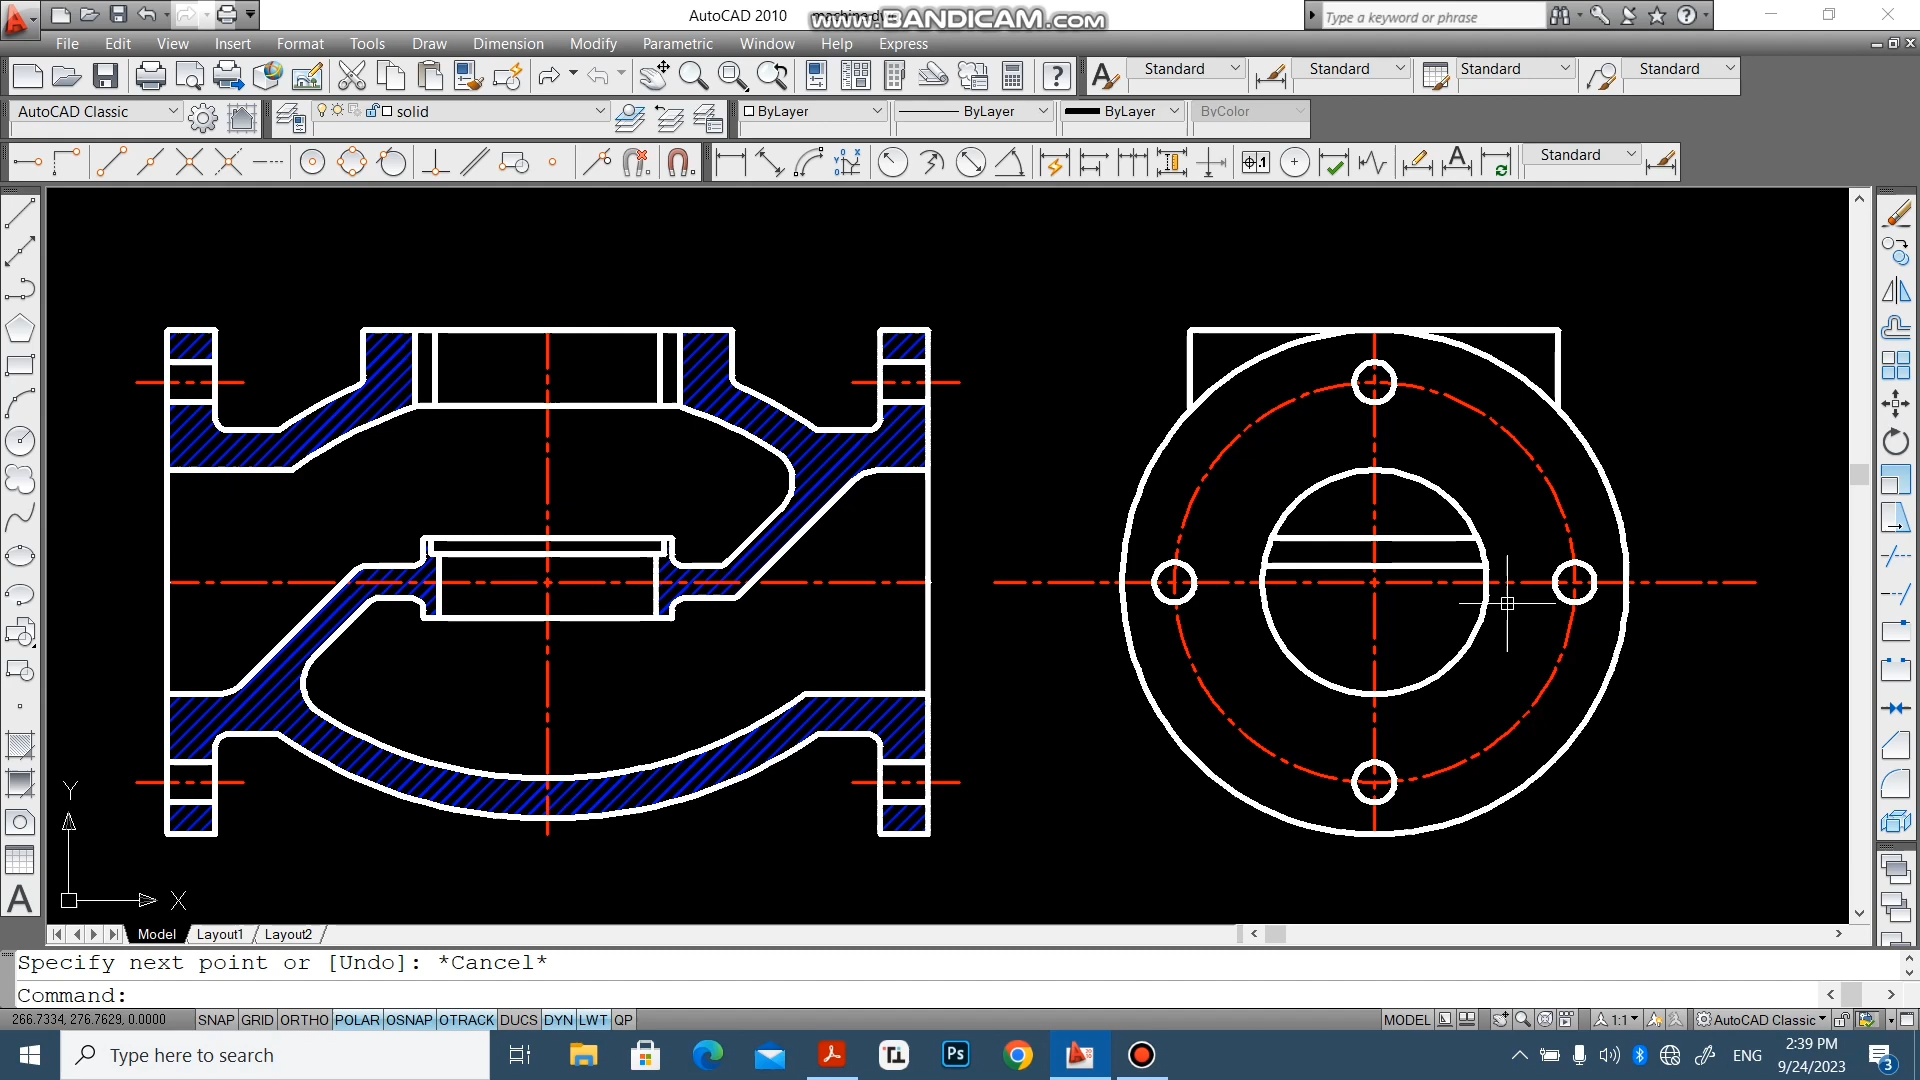 AutoCAD 2010
www.BANDICAM.com
Type a keyword or phrase
File Edit View Insert Format Tools Draw Dimension Modify Parametric Window Help Express
Standard Standard Standard Standard
AutoCAD Classic solid ByLayer ByLayer ByLayer ByColor
Standard
Y
X
Model Layout1 Layout2
Specify next point or [Undo]: *Cancel*
Command:
266.7334, 276.7629, 0.0000 SNAP GRID ORTHO POLAR OSNAP OTRACK DUCS DYN LWT QP MODEL 1:1 AutoCAD Classic
Type here to search Ps ENG 2:39 PM
9/24/2023 3